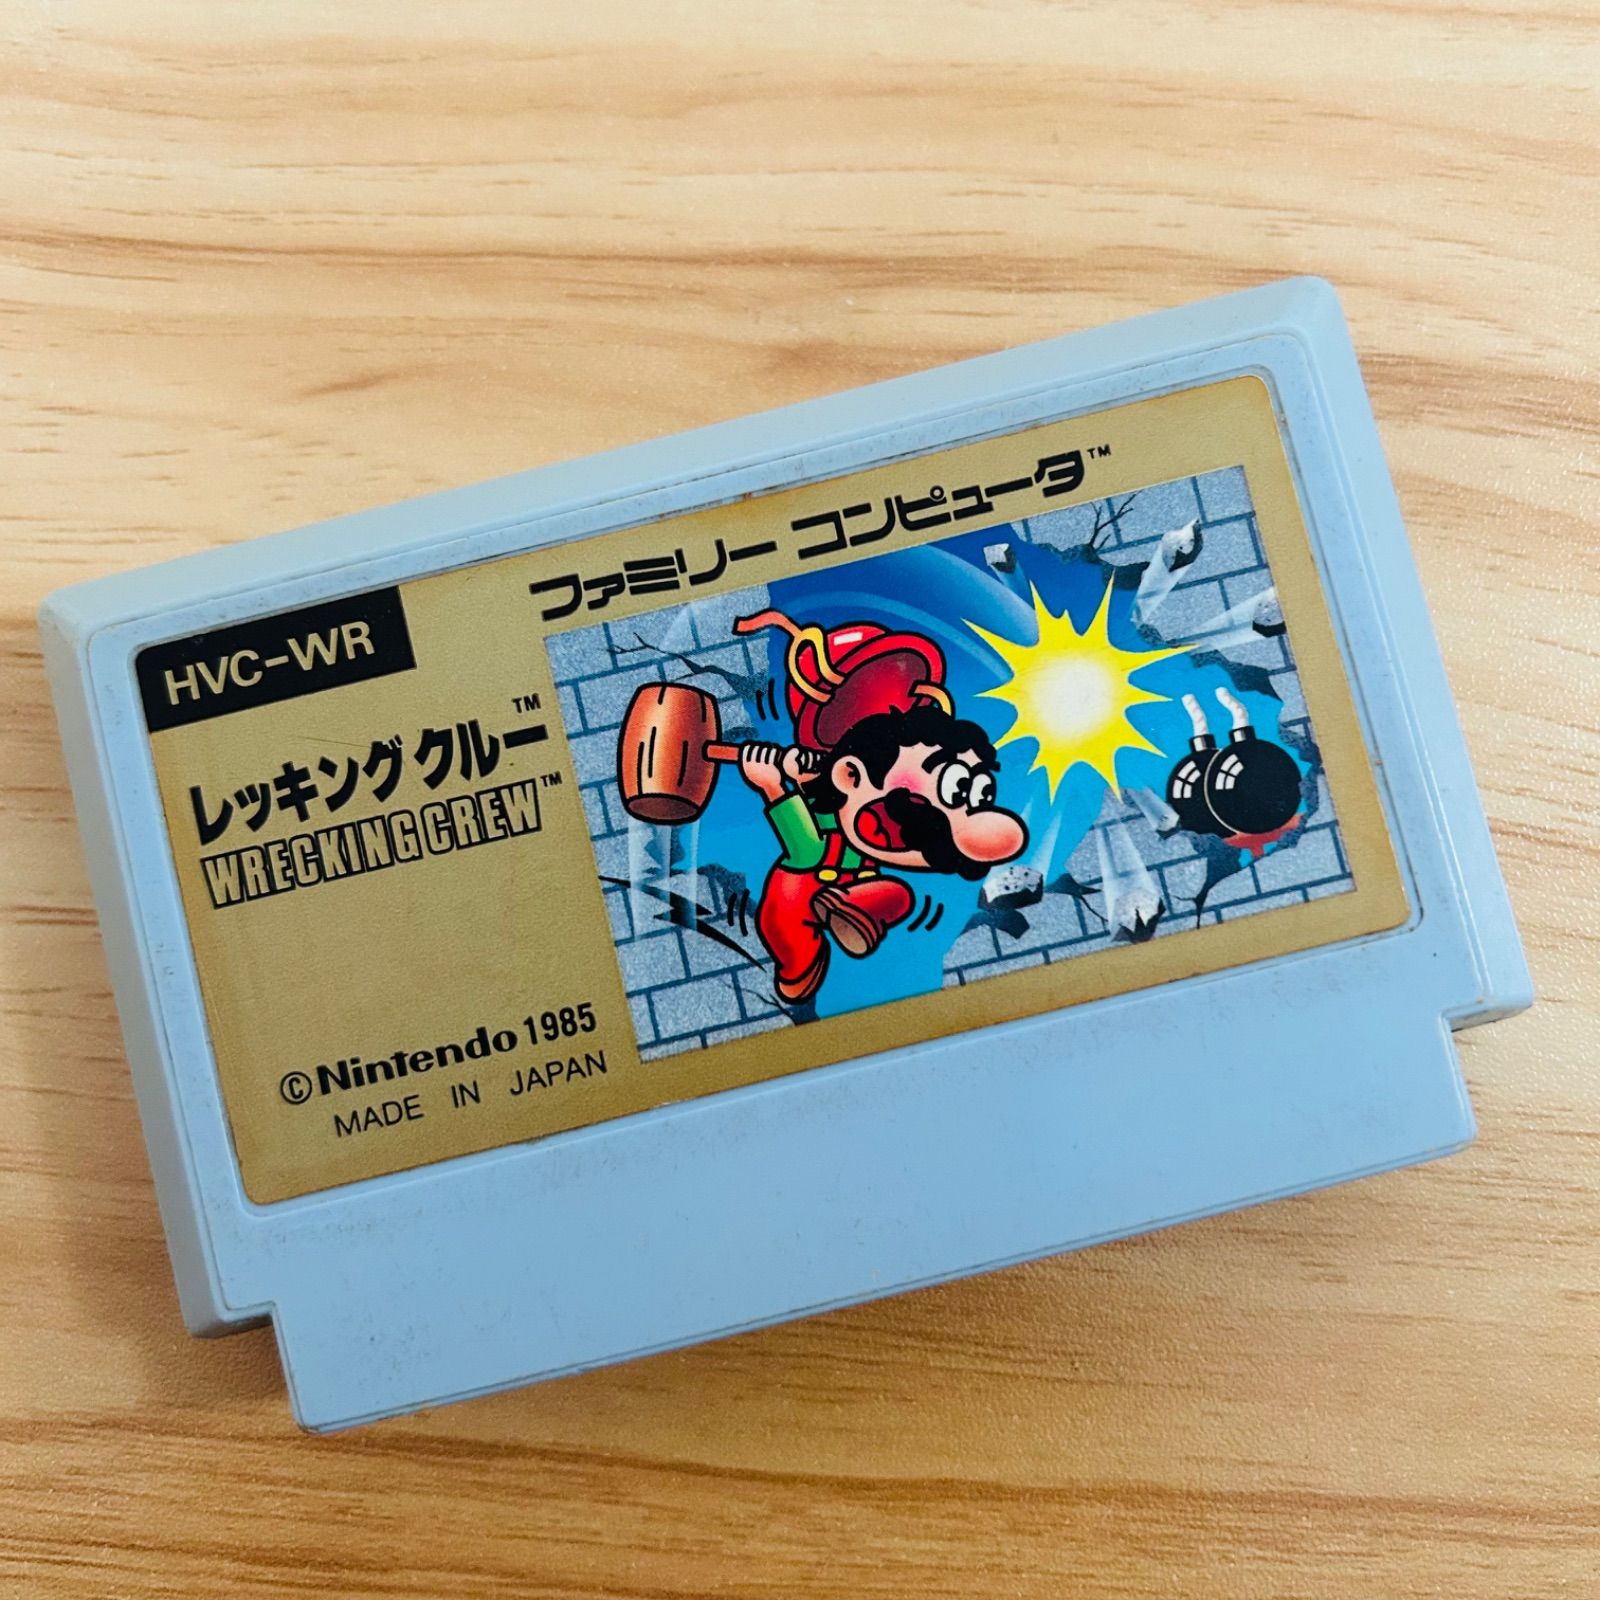 ファミリー コンピュータ™
HVC-WR
レッキングクルー™
WRECKING CREW™
©Nintendo 1985
MADE IN JAPAN